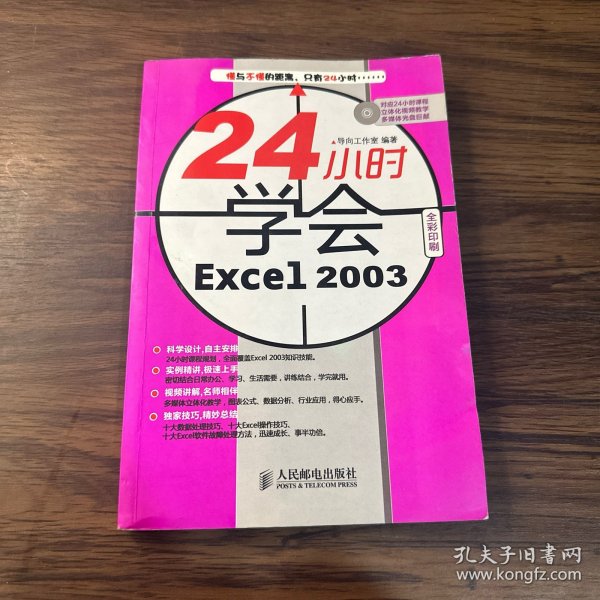 懂与不懂的距离，只有24小时……
对应24小时课程
立体化视频教学
多媒体光盘巨献
24小时
导向工作室 编著
学会
全彩印刷
Excel 2003
科学设计，自主安排
24小时课程规划，全面覆盖Excel 2003知识技能。
实例精讲，极速上手
密切结合日常办公、学习、生活需要，讲练结合，学完就用。
视频讲解，名师相伴
多媒体立体化教学，图表公式、数据分析、行业应用，得心应手。
独家技巧，精妙总结
十大数据处理技巧、十大Excel操作技巧、
十大Excel软件故障处理方法，迅速成长、事半功倍。
人民邮电出版社
POSTS & TELECOM PRESS
孔夫子旧书网
www.kongfz.com